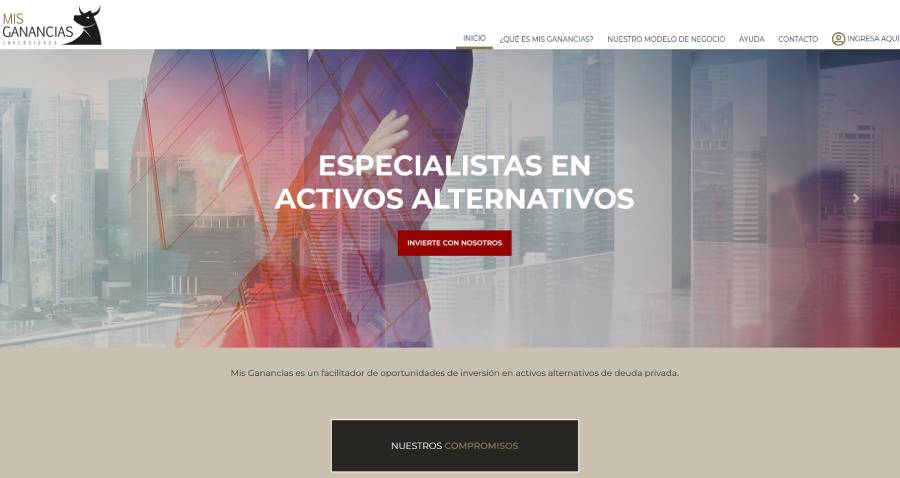 MIS
GANANCIAS
INVERSIONES
INICIO
¿QUÉ ES MIS GANANCIAS?
NUESTRO MODELO DE NEGOCIO
AYUDA
CONTACTO
INGRESA AQUÍ
ESPECIALISTAS EN
ACTIVOS ALTERNATIVOS
INVIERTE CON NOSOTROS
Mis Ganancias es un facilitador de oportunidades de inversión en activos alternativos de deuda privada.
NUESTROS COMPROMISOS